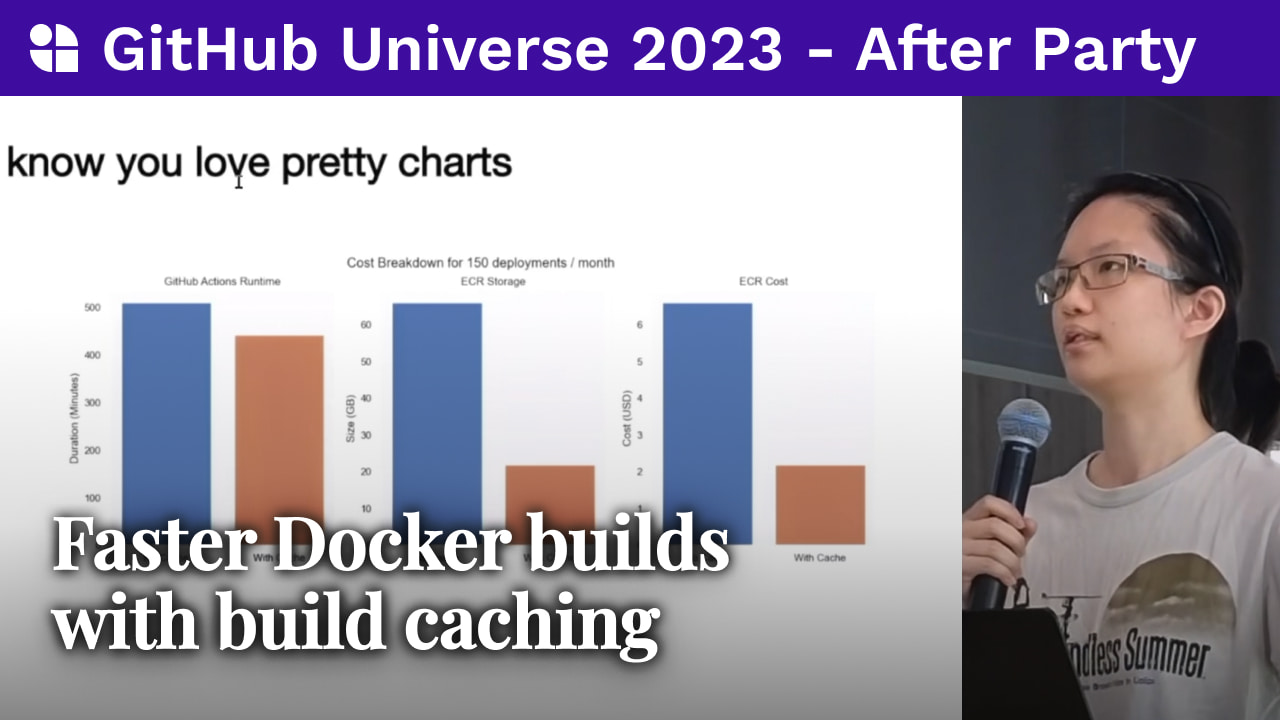 GitHub Universe 2023 - After Party
know you love pretty charts
Cost Breakdown for 150 deployments / month
GitHub Actions Runtime
ECR Storage
ECR Cost
500
400
300
200
100
Duration (Minutes)
60
50
40
30
20
10
Size (GB)
6
5
4
3
2
1
Cost (USD)
With Cache
Faster Docker builds
with build caching
ndless Summer